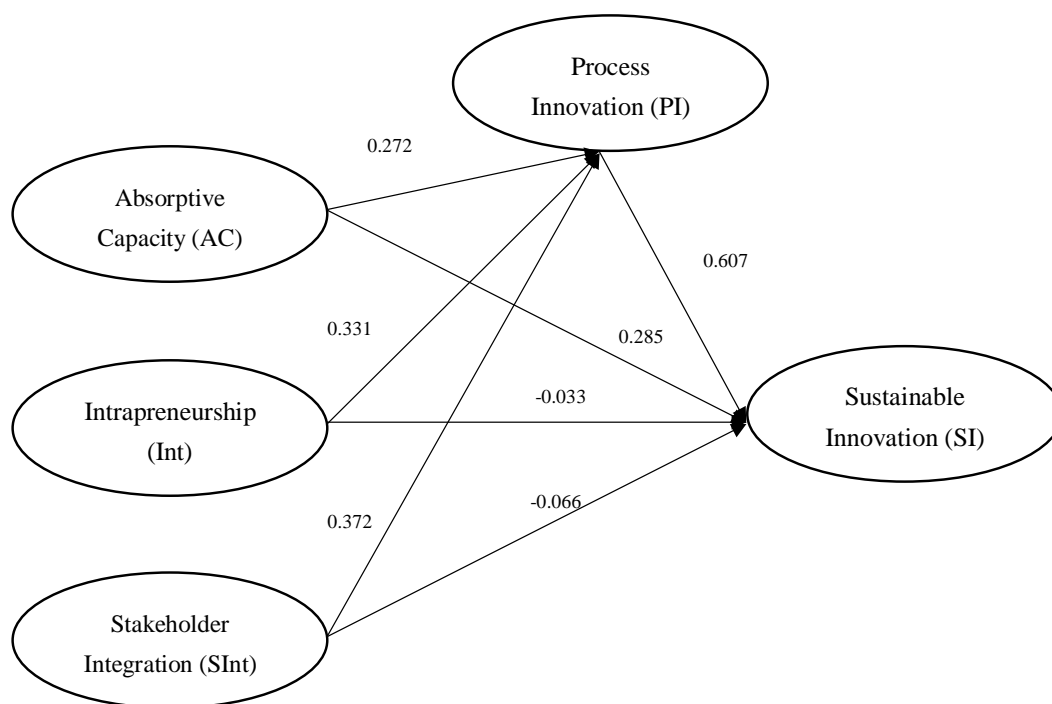 Process
Innovation (PI)
0.272
Absorptive
Capacity (AC)
0.607
0.331
0.285
Sustainable
Innovation (SI)
-0.033
Intrapreneurship
(Int)
-0.066
0.372
Stakeholder
Integration (SInt)